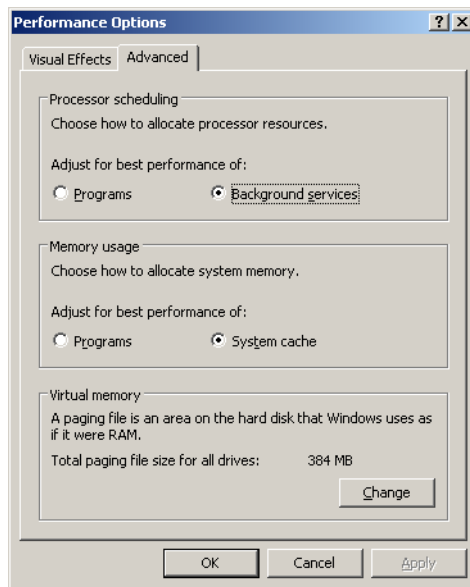 Performance Options
Visual Effects Advanced
Processor scheduling
Choose how to allocate processor resources.
Adjust for best performance of:
Programs Background services
Memory usage
Choose how to allocate system memory.
Adjust for best performance of:
Programs System cache
Virtual memory
A paging file is an area on the hard disk that Windows uses as
if it were RAM.
Total paging file size for all drives: 384 MB
Change
OK Cancel Apply